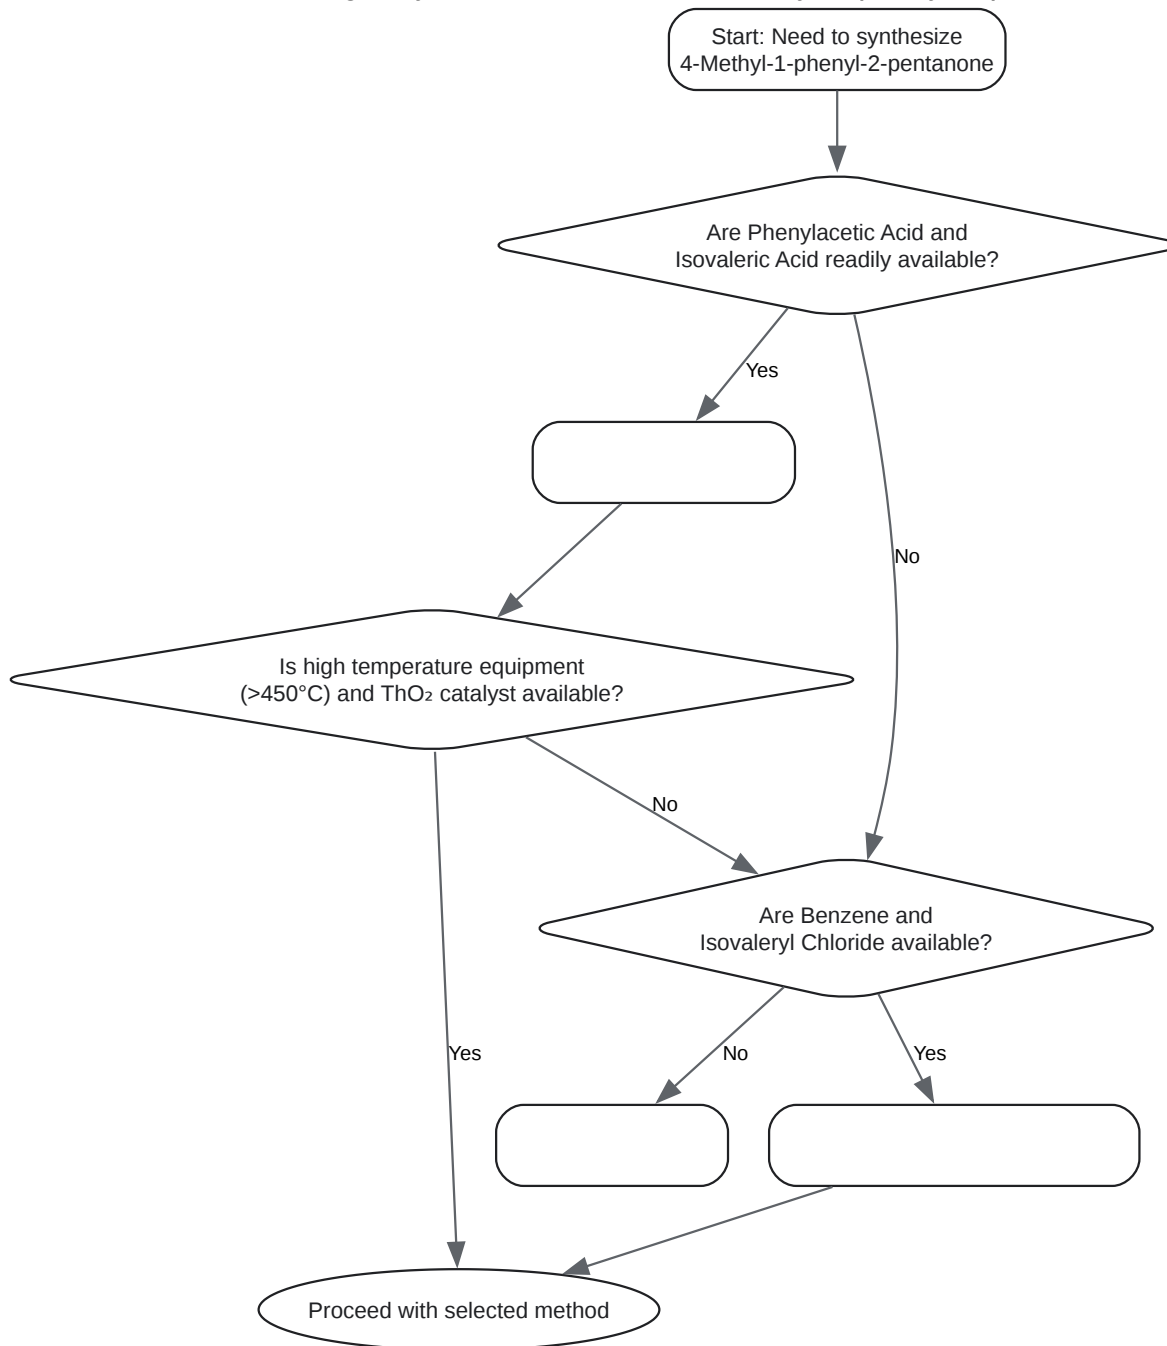 Start: Need to synthesize
4-Methyl-1-phenyl-2-pentanone
Are Phenylacetic Acid and
Isovaleric Acid readily available?
Yes
No
Is high temperature equipment
(>450°C) and ThO₂ catalyst available?
No
Are Benzene and
Isovaleryl Chloride available?
Yes
No
Yes
Proceed with selected method